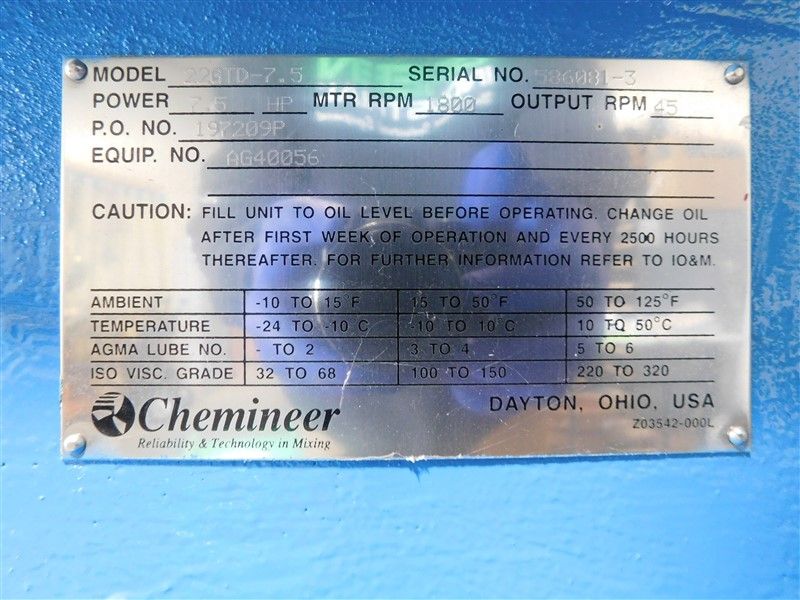 MODEL 22GTD-7.5 SERIAL NO. 586081-3
POWER 7.5 HP MTR RPM 1800 OUTPUT RPM 45
P.O. NO. 197209P
EQUIP. NO. AG40056
CAUTION: FILL UNIT TO OIL LEVEL BEFORE OPERATING. CHANGE OIL
AFTER FIRST WEEK OF OPERATION AND EVERY 2500 HOURS
THEREAFTER. FOR FURTHER INFORMATION REFER TO IO&M.
AMBIENT -10 TO 15°F 15 TO 50°F 50 TO 125°F
TEMPERATURE -24 TO -10°C -10 TO 10°C 10 TO 50°C
AGMA LUBE NO. - TO 2 3 TO 4 5 TO 6
ISO VISC. GRADE 32 TO 68 100 TO 150 220 TO 320
Chemineer DAYTON, OHIO, USA
Reliability & Technology in Mixing Z03542-000L